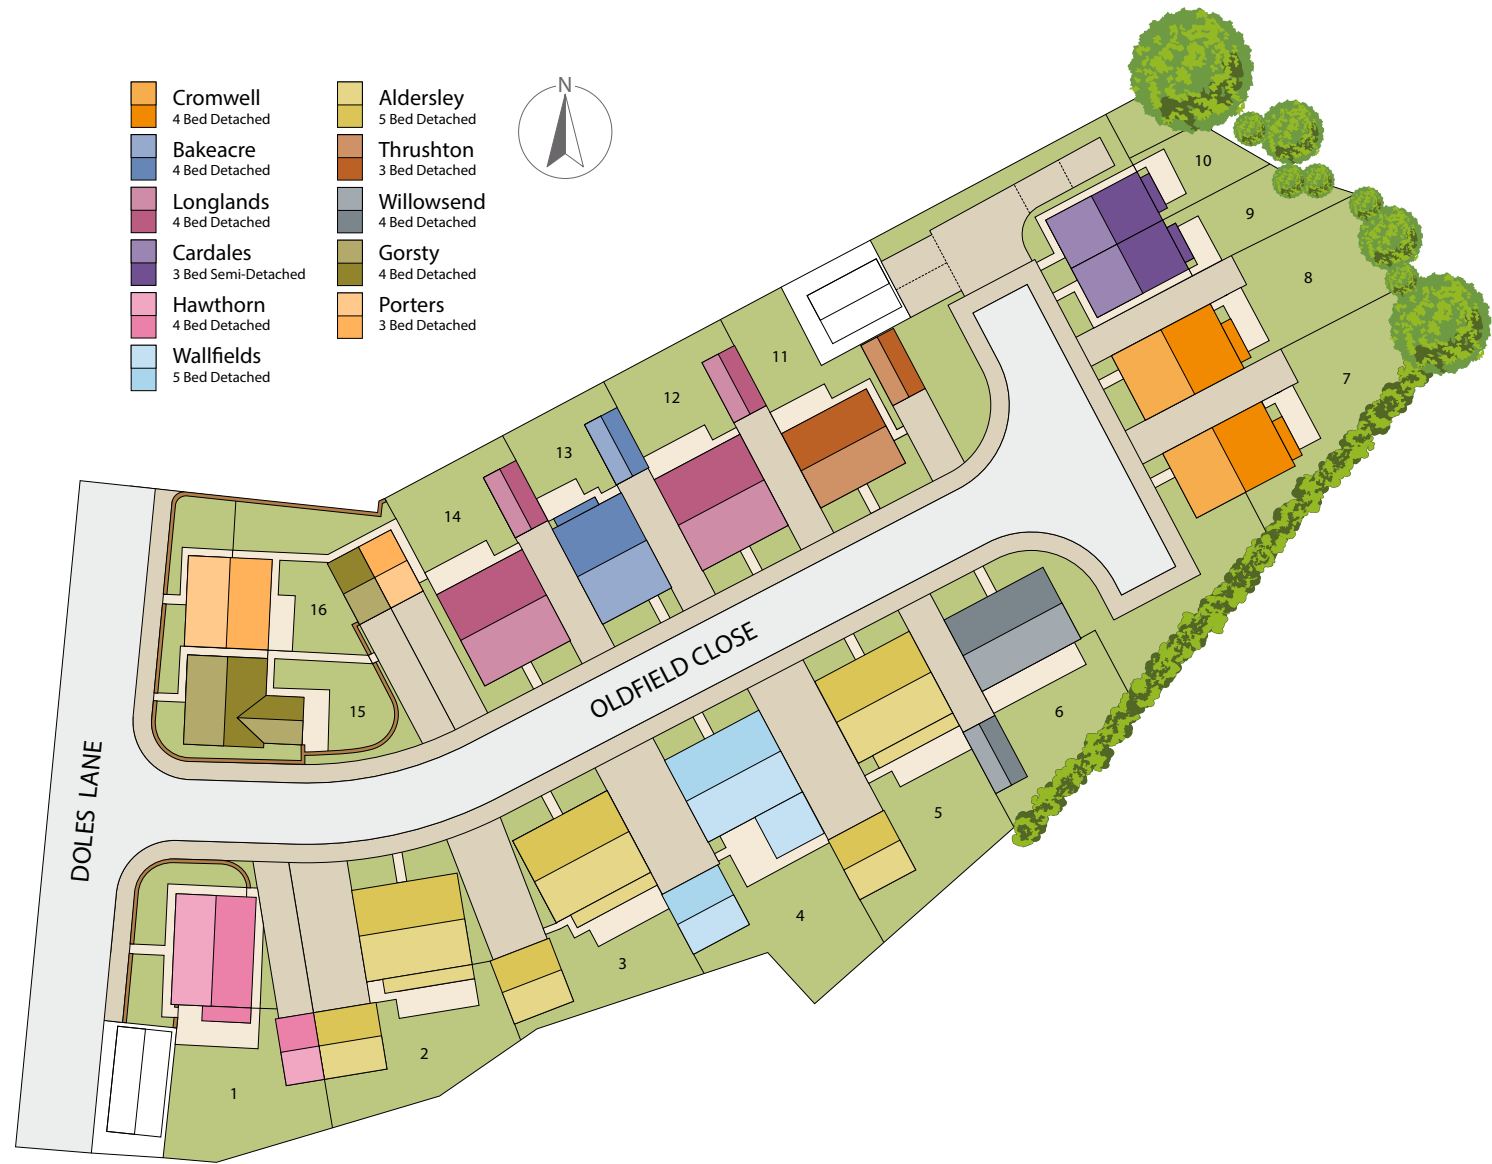 Cromwell
4 Bed Detached
Bakeacre
4 Bed Detached
Longlands
4 Bed Detached
Cardales
3 Bed Semi-Detached
Hawthorn
4 Bed Detached
Wallfields
5 Bed Detached
Aldersley
5 Bed Detached
Thrushton
3 Bed Detached
Willowsend
4 Bed Detached
Gorsty
4 Bed Detached
Porters
3 Bed Detached
N
10
9
8
7
11
12
13
14
16
15
OLDFIELD CLOSE
DOLES LANE
6
5
4
3
2
1